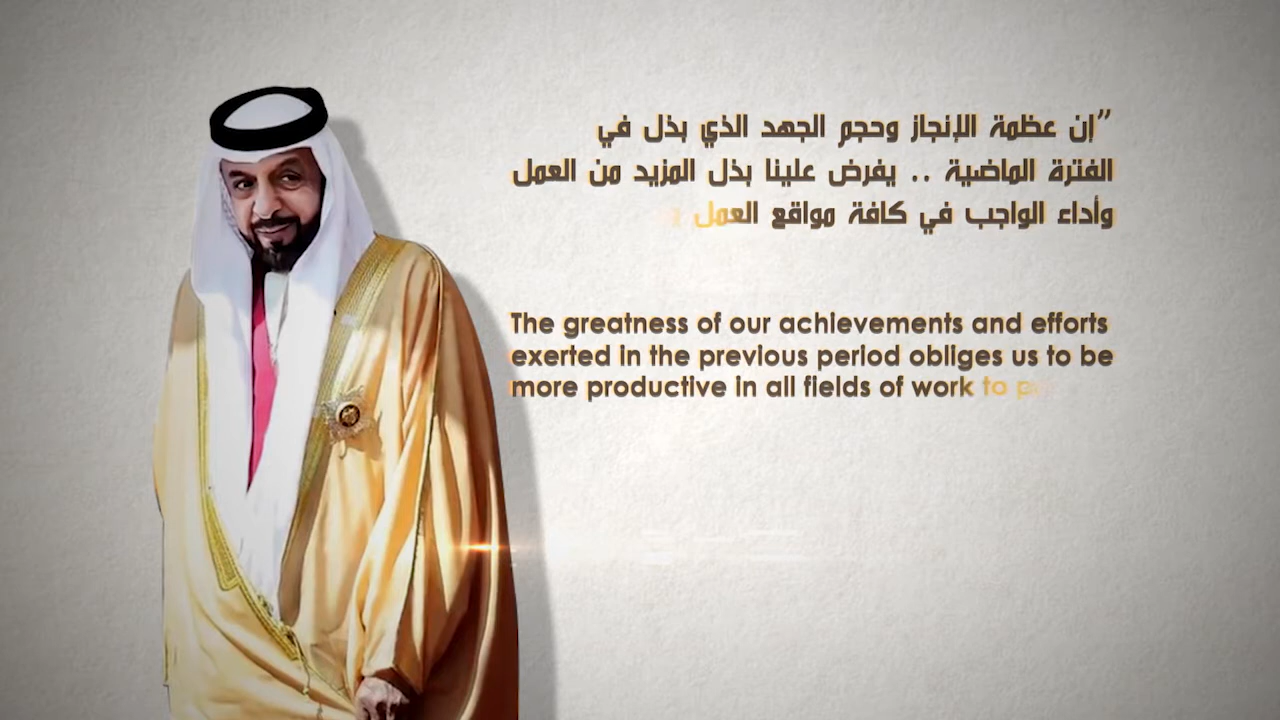 ”إن عظمة الإنجاز وحجم الجهد الذي بذل في
الفترة الماضية .. يفرض علينا بذل المزيد من العمل
وأداء الواجب في كافة مواقع العمل
The greatness of our achievements and efforts
exerted in the previous period obliges us to be
more productive in all fields of work to